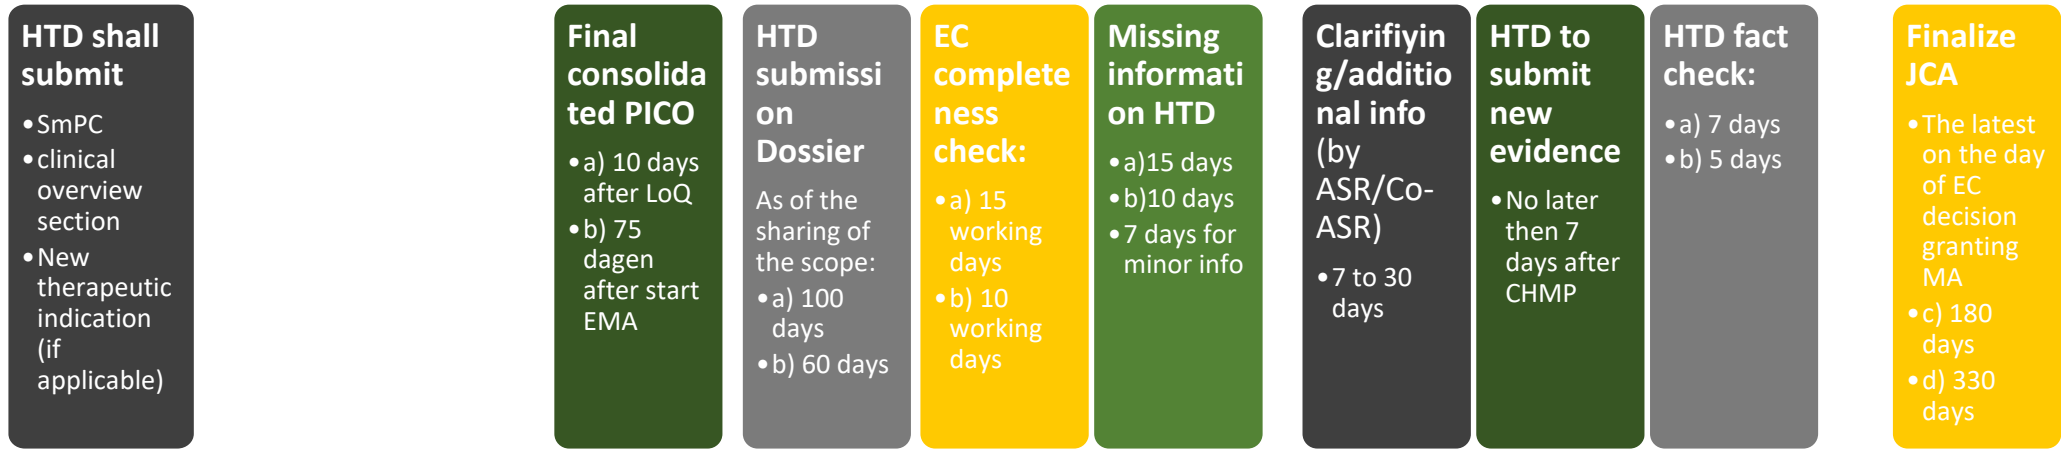 HTD shall
submit
•SmPC
•clinical
overview
section
•New
therapeutic
indication
(if
applicable)
Final
consolida
ted PICO
•a) 10 days
after LoQ
•b) 75
dagen
after start
EMA
HTD
submissi
on
Dossier
As of the
sharing of
the scope:
•a) 100
days
•b) 60 days
EC
complete
ness
check:
•a) 15
working
days
•b) 10
working
days
Missing
informati
on HTD
•a)15 days
•b)10 days
•7 days for
minor info
Clarifiyin
g/additio
nal info
(by
ASR/Co-
ASR)
•7 to 30
days
HTD to
submit
new
evidence
•No later
then 7
days after
CHMP
HTD fact
check:
•a) 7 days
•b) 5 days
Finalize
JCA
•The latest
on the day
of EC
decision
granting
MA
•c) 180
days
•d) 330
days